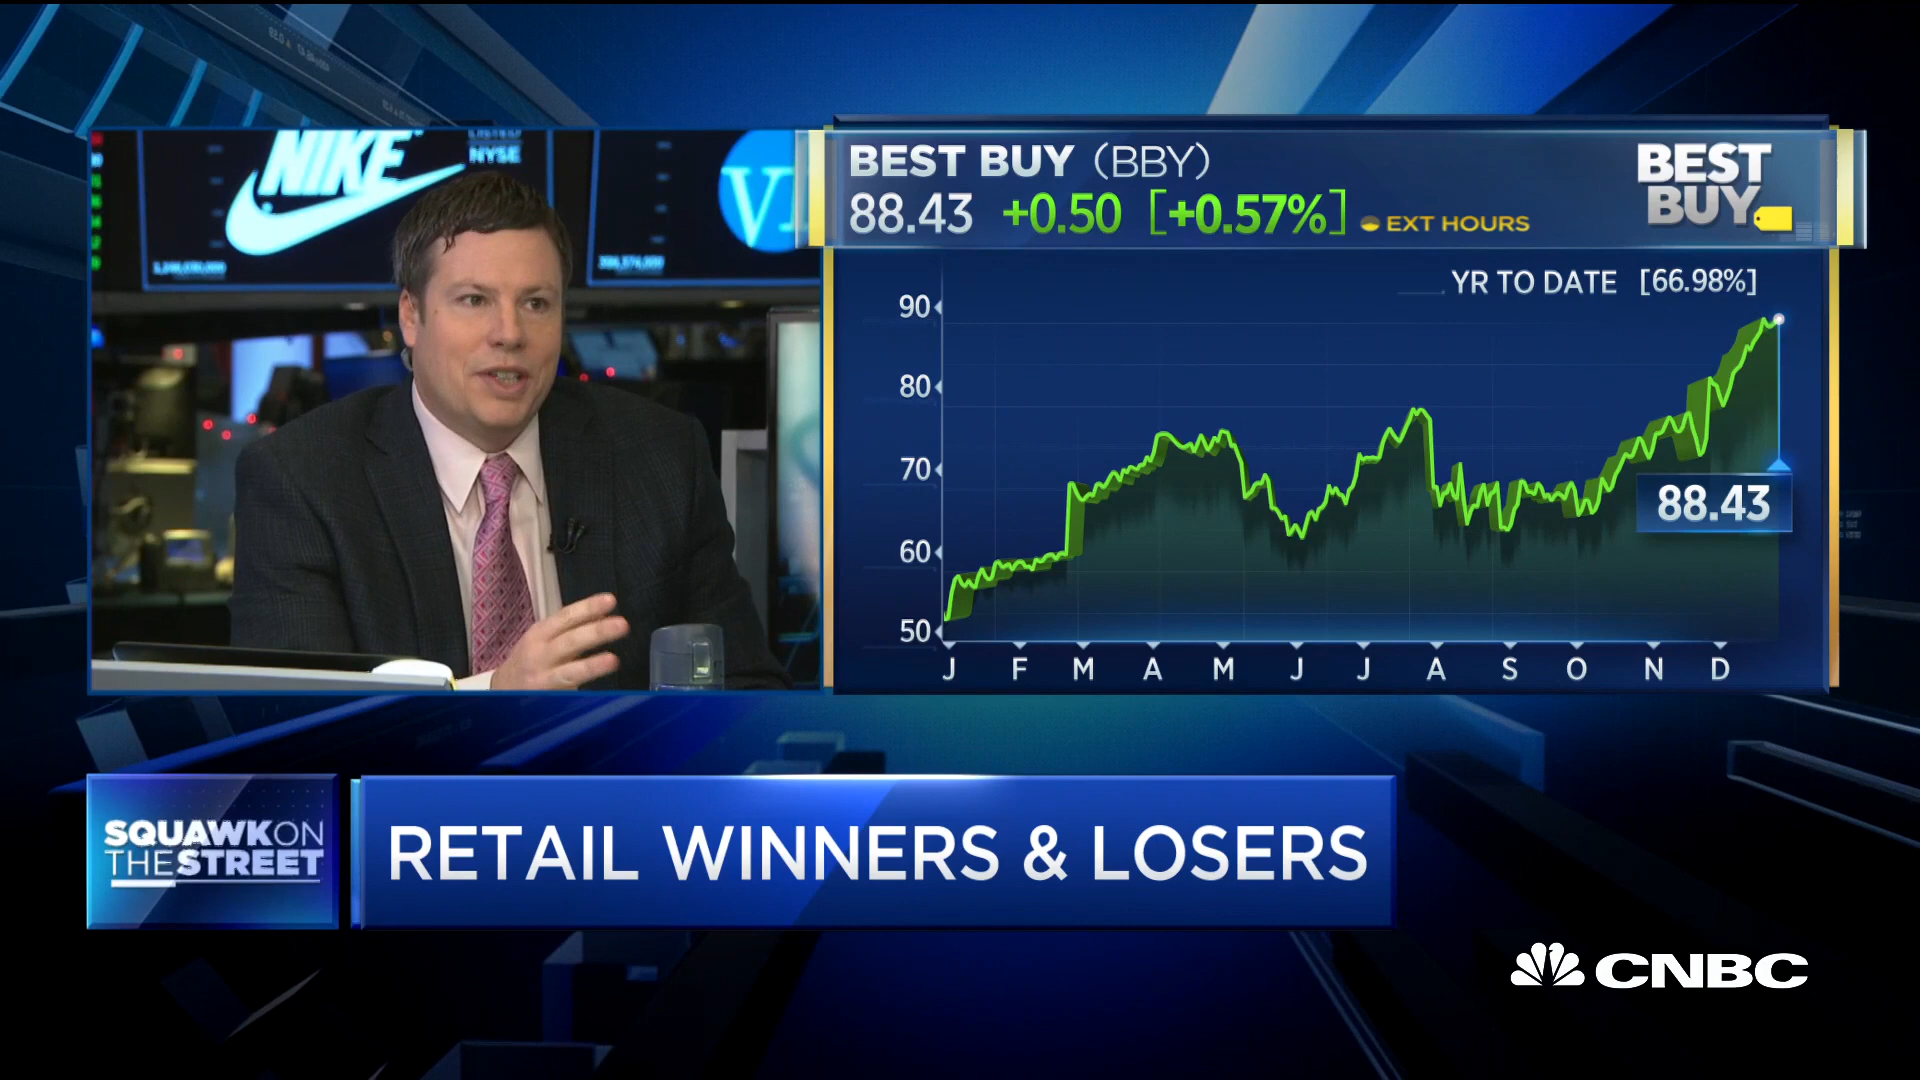 NIKE
NYSE
BEST BUY (BBY)
88.43 +0.50 [+0.57%] EXT HOURS
BEST
BUY
YR TO DATE [66.98%]
90
80
70
60
50
88.43
J F M A M J J A S O N D
SQUAWK ON
THE STREET
RETAIL WINNERS & LOSERS
CNBC